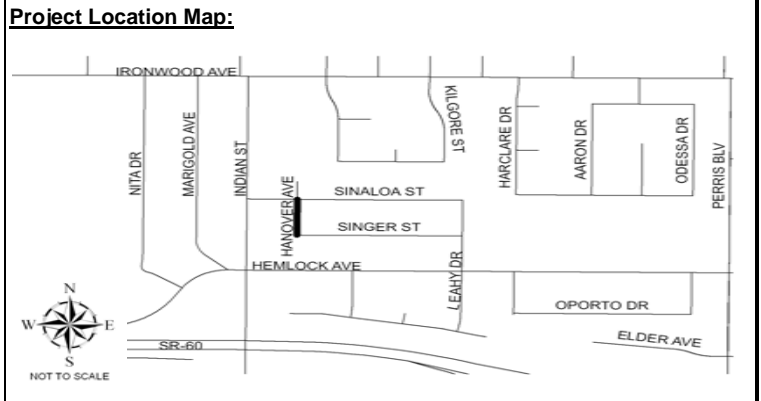 Project Location Map:
IRONWOOD AVE
NITA DR
MARIGOLD AVE
INDIAN ST
KILGORE ST
HARCLARE DR
AARON DR
ODESSA DR
PERRIS BLV
HANOVER AVE
SINALOA ST
SINGER ST
HEMLOCK AVE
LEAHY DR
OPORTO DR
ELDER AVE
SR-60
N
W
E
S
NOT TO SCALE